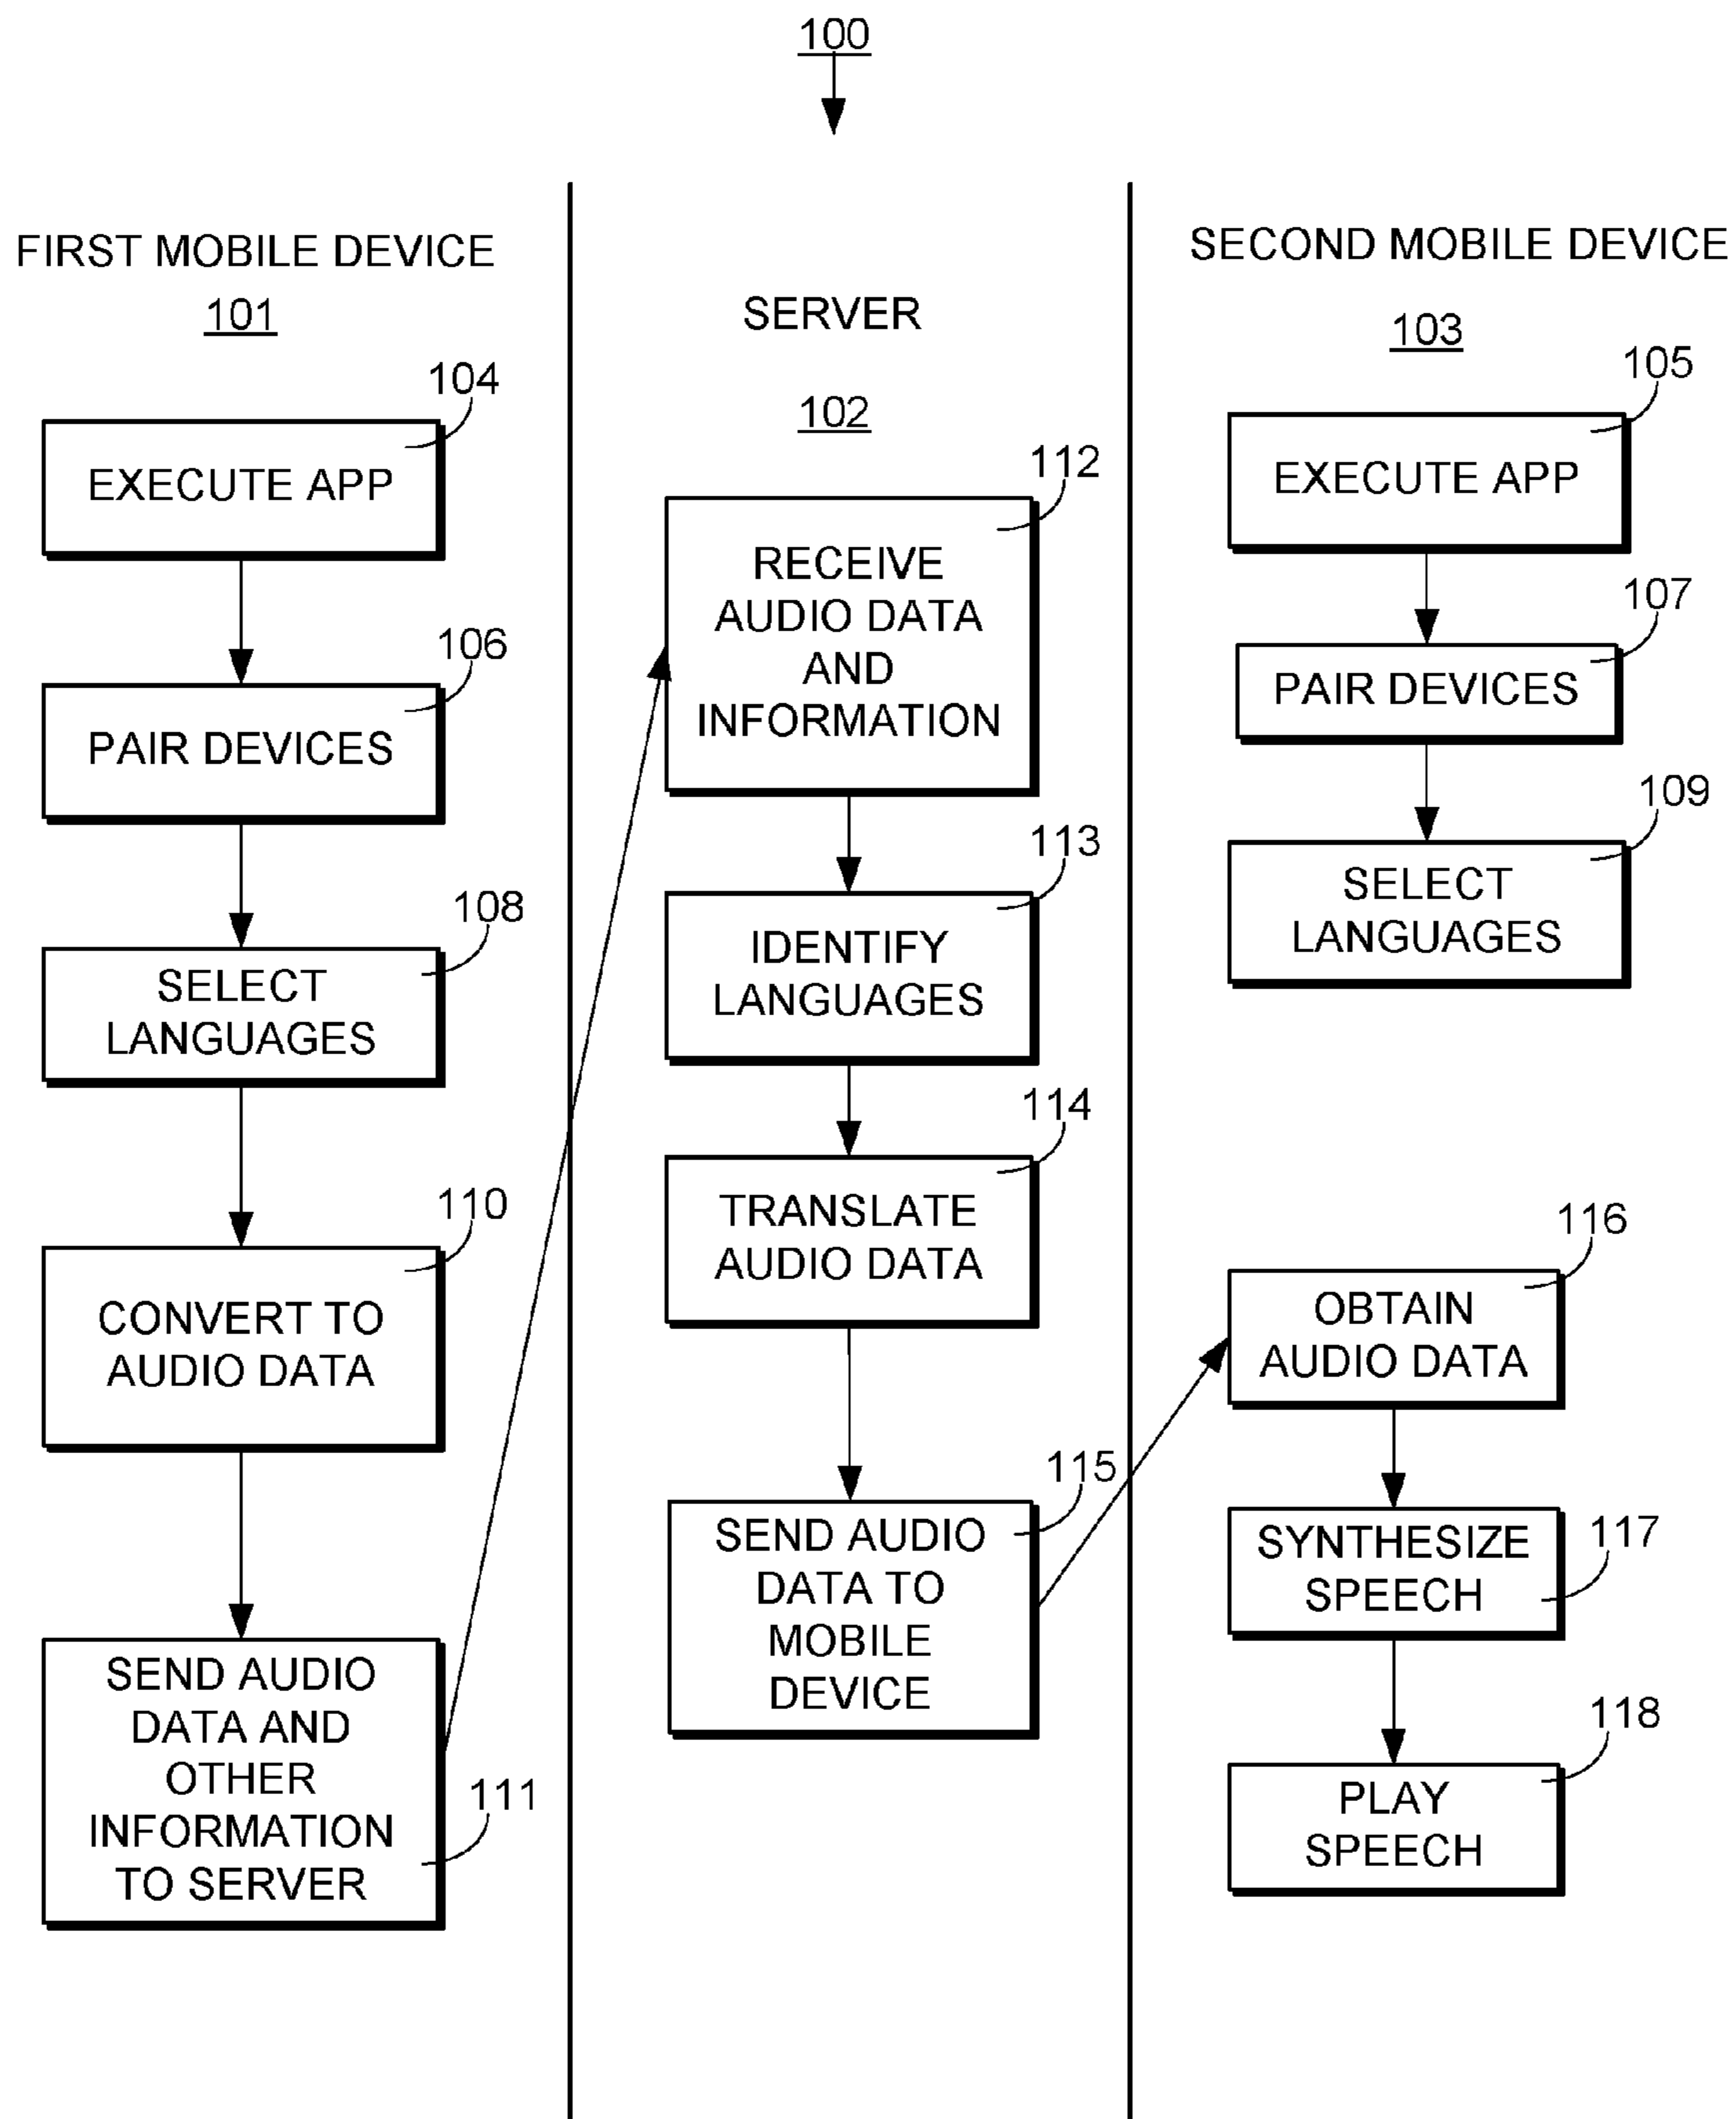 100
FIRST MOBILE DEVICE
101
104
EXECUTE APP
106
PAIR DEVICES
108
SELECT
LANGUAGES
110
CONVERT TO
AUDIO DATA
SEND AUDIO
DATA AND
OTHER
INFORMATION
TO SERVER
111
SERVER
102
112
RECEIVE
AUDIO DATA
AND
INFORMATION
113
IDENTIFY
LANGUAGES
114
TRANSLATE
AUDIO DATA
115
SEND AUDIO
DATA TO
MOBILE
DEVICE
SECOND MOBILE DEVICE
103
105
EXECUTE APP
107
PAIR DEVICES
109
SELECT
LANGUAGES
116
OBTAIN
AUDIO DATA
117
SYNTHESIZE
SPEECH
118
PLAY
SPEECH